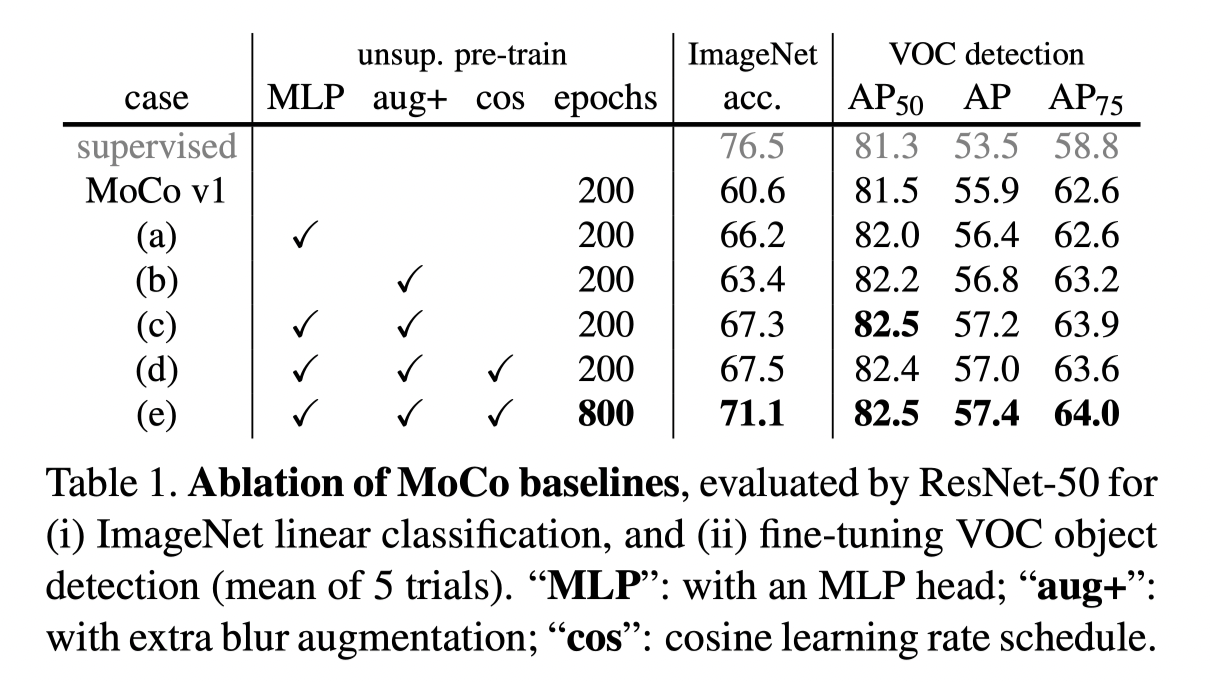 unsup. pre-train ImageNet VOC detection
case MLP aug+ cos epochs acc. AP50 AP AP75
supervised 76.5 81.3 53.5 58.8
MoCo v1 200 60.6 81.5 55.9 62.6
(a) ✓ 200 66.2 82.0 56.4 62.6
(b) ✓ 200 63.4 82.2 56.8 63.2
(c) ✓ ✓ 200 67.3 82.5 57.2 63.9
(d) ✓ ✓ ✓ 200 67.5 82.4 57.0 63.6
(e) ✓ ✓ ✓ 800 71.1 82.5 57.4 64.0
Table 1. Ablation of MoCo baselines, evaluated by ResNet-50 for
(i) ImageNet linear classification, and (ii) fine-tuning VOC object
detection (mean of 5 trials). “MLP”: with an MLP head; “aug+”:
with extra blur augmentation; “cos”: cosine learning rate schedule.